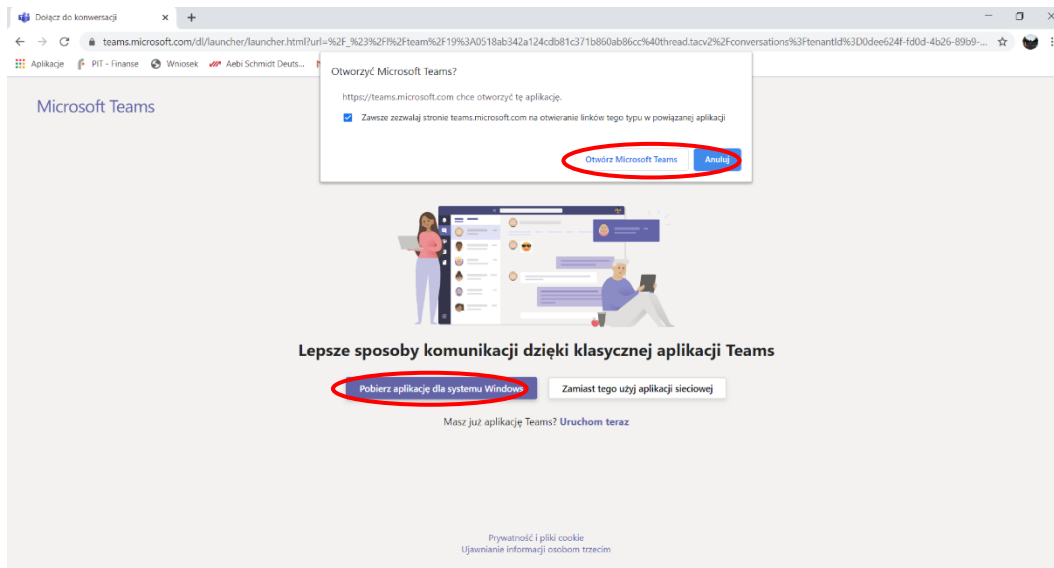 Dołącz do konwersacji
teams.microsoft.com/dl/launcher/launcher.html?url=%2F_%23%2Fl%2Fteam%2F19%3A0518ab342a124cdb81c371b860ab86cc%40thread.tacv2%2Fconversations%3FtenantId%3D0dee624f-fd0d-4b26-89b9-...
Aplikacje PIT - Finanse Wniosek Aebi Schmidt Deuts...
Otworzyć Microsoft Teams?
https://teams.microsoft.com chce otworzyć tę aplikację.
Zawsze zezwalaj stronie teams.microsoft.com na otwieranie linków tego typu w powiązanej aplikacji
Otwórz Microsoft Teams Anuluj
Microsoft Teams
Lepsze sposoby komunikacji dzięki klasycznej aplikacji Teams
Pobierz aplikację dla systemu Windows Zamiast tego użyj aplikacji sieciowej
Masz już aplikację Teams? Uruchom teraz
Prywatność i pliki cookie
Ujawnianie informacji osobom trzecim